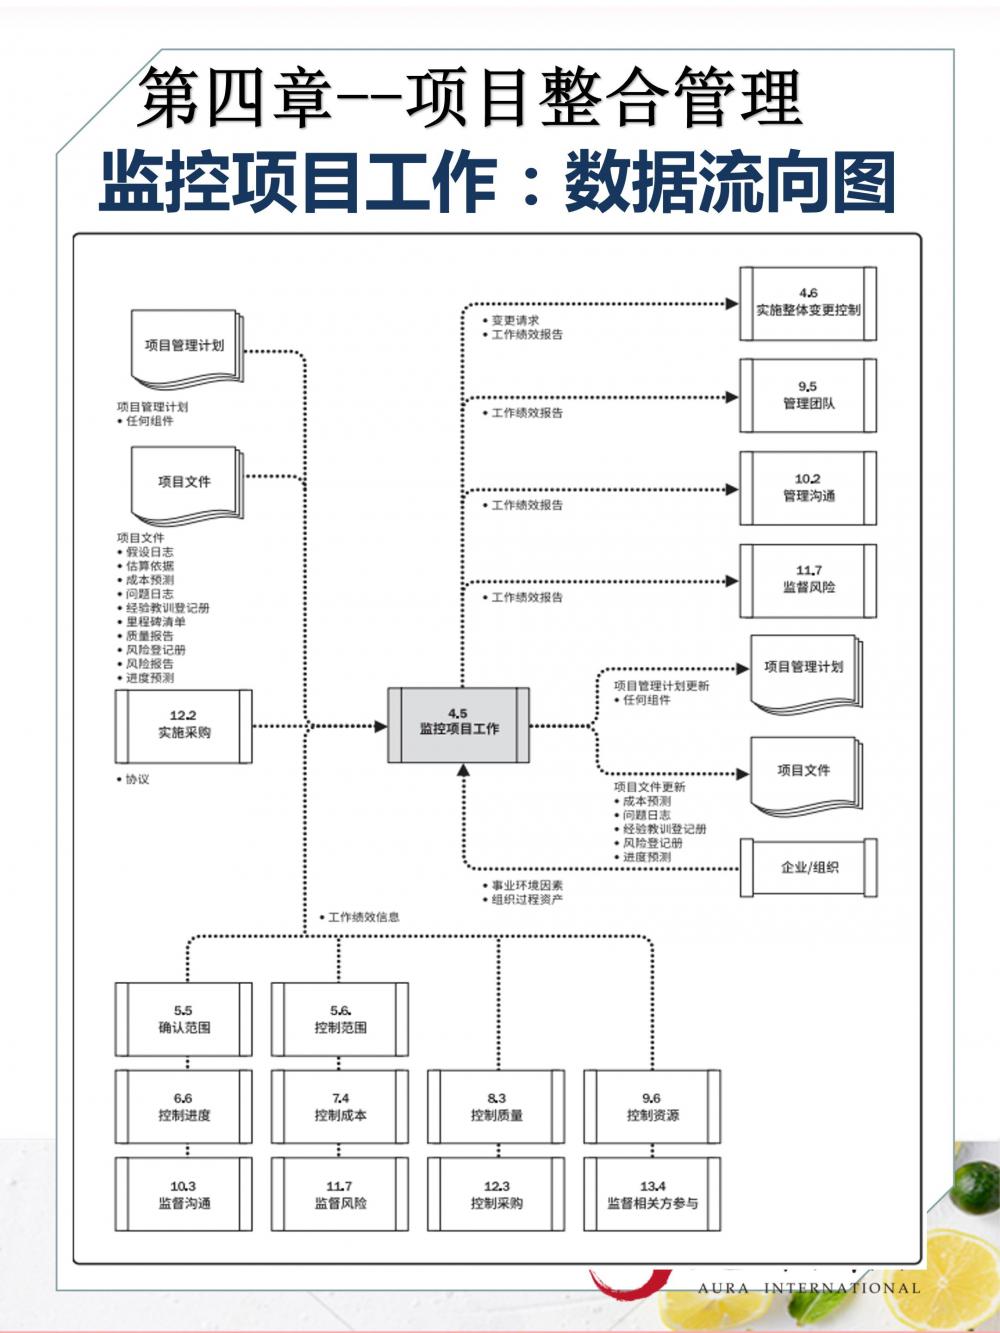 第四章--项目整合管理
监控项目工作：数据流向图
项目管理计划
项目管理计划
• 任何组件
项目文件
项目文件
• 假设日志
• 估算依据
• 成本预测
• 问题日志
• 经验教训登记册
• 里程碑清单
• 质量报告
• 风险登记册
• 风险报告
• 进度预测
12.2
实施采购
• 协议
4.5
监控项目工作
• 变更请求
• 工作绩效报告
4.6
实施整体变更控制
• 工作绩效报告
9.5
管理团队
• 工作绩效报告
10.2
管理沟通
• 工作绩效报告
11.7
监督风险
项目管理计划更新
• 任何组件
项目管理计划
项目文件更新
• 成本预测
• 问题日志
• 经验教训登记册
• 风险登记册
• 进度预测
项目文件
企业/组织
• 事业环境因素
• 组织过程资产
• 工作绩效信息
5.5
确认范围
5.6.
控制范围
6.6
控制进度
7.4
控制成本
8.3
控制质量
9.6
控制资源
10.3
监督沟通
11.7
监督风险
12.3
控制采购
13.4
监督相关方参与
AURA INTERNATIONAL